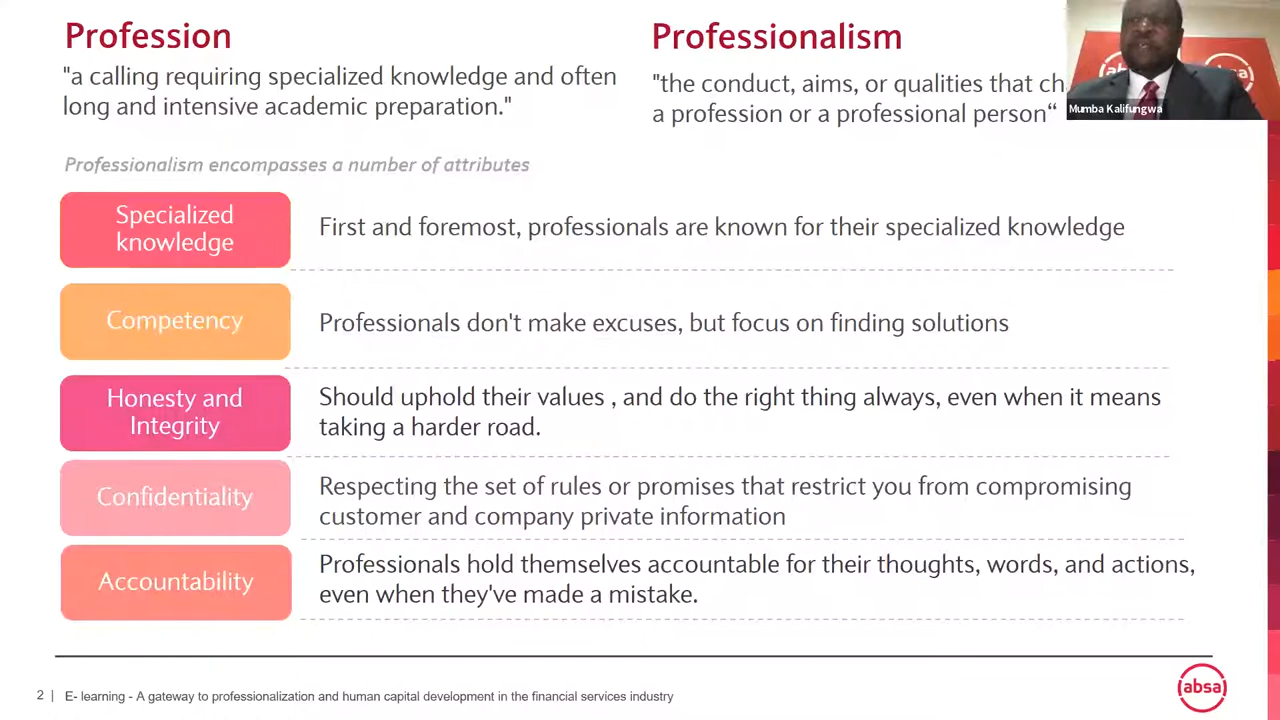 Profession
"a calling requiring specialized knowledge and often
long and intensive academic preparation."
Professionalism
"the conduct, aims, or qualities that
a profession or a professional person“
absa
Mumba Kalifungwa
Professionalism encompasses a number of attributes
Specialized
knowledge
First and foremost, professionals are known for their specialized knowledge
Competency
Professionals don't make excuses, but focus on finding solutions
Honesty and
Integrity
Should uphold their values , and do the right thing always, even when it means
taking a harder road.
Confidentiality
Respecting the set of rules or promises that restrict you from compromising
customer and company private information
Accountability
Professionals hold themselves accountable for their thoughts, words, and actions,
even when they've made a mistake.
2 | E- learning - A gateway to professionalization and human capital development in the financial services industry
absa